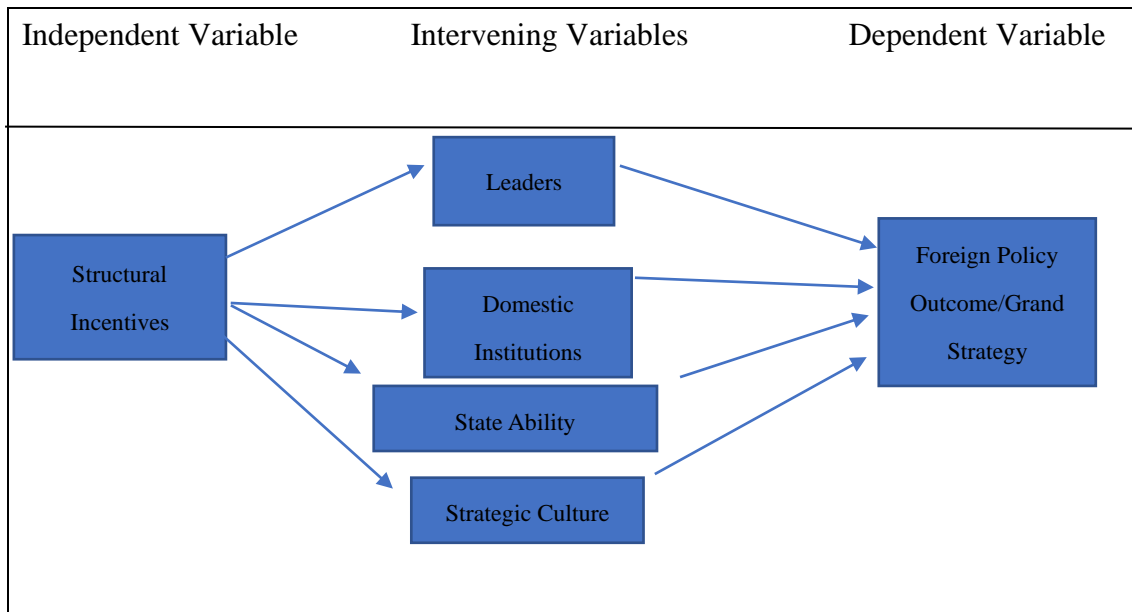 Independent Variable
Intervening Variables
Dependent Variable
Leaders
Structural
Incentives
Domestic
Institutions
State Ability
Strategic Culture
Foreign Policy
Outcome/Grand
Strategy